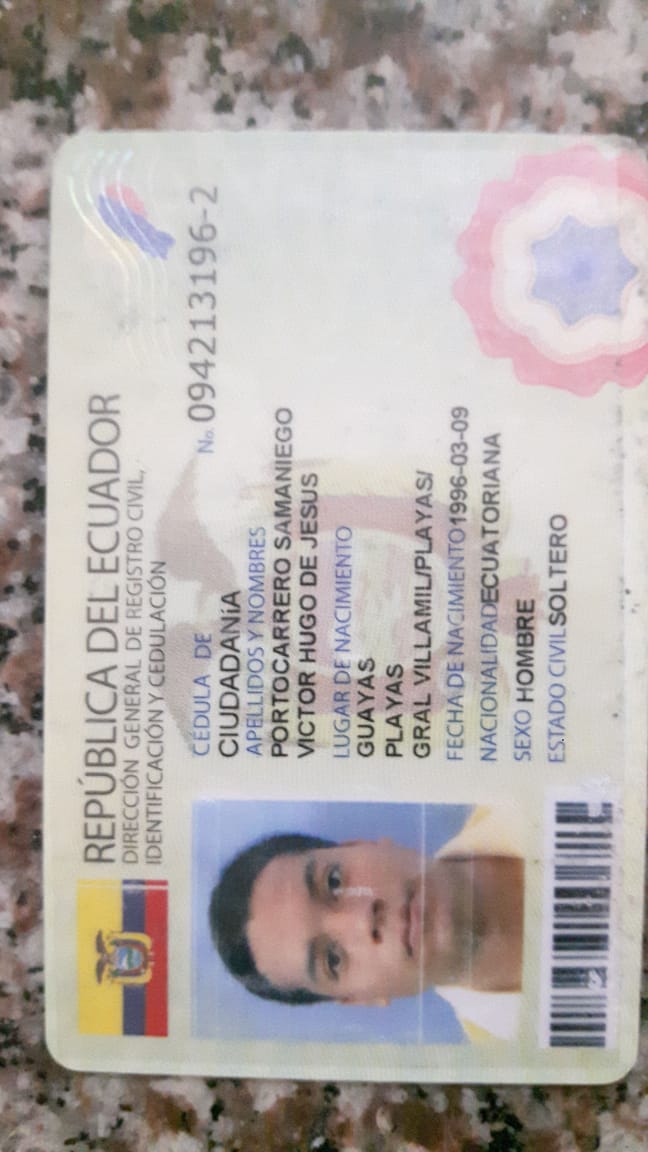 REPÚBLICA DEL ECUADOR
DIRECCIÓN GENERAL DE REGISTRO CIVIL,
IDENTIFICACIÓN Y CEDULACIÓN
CÉDULA DE No. 094213196-2
CIUDADANÍA
APELLIDOS Y NOMBRES
PORTOCARRERO SAMANIEGO
VICTOR HUGO DE JESUS
LUGAR DE NACIMIENTO
GUAYAS
PLAYAS
GRAL VILLAMIL/PLAYAS/
FECHA DE NACIMIENTO 1996-03-09
NACIONALIDAD ECUATORIANA
SEXO HOMBRE
ESTADO CIVIL SOLTERO